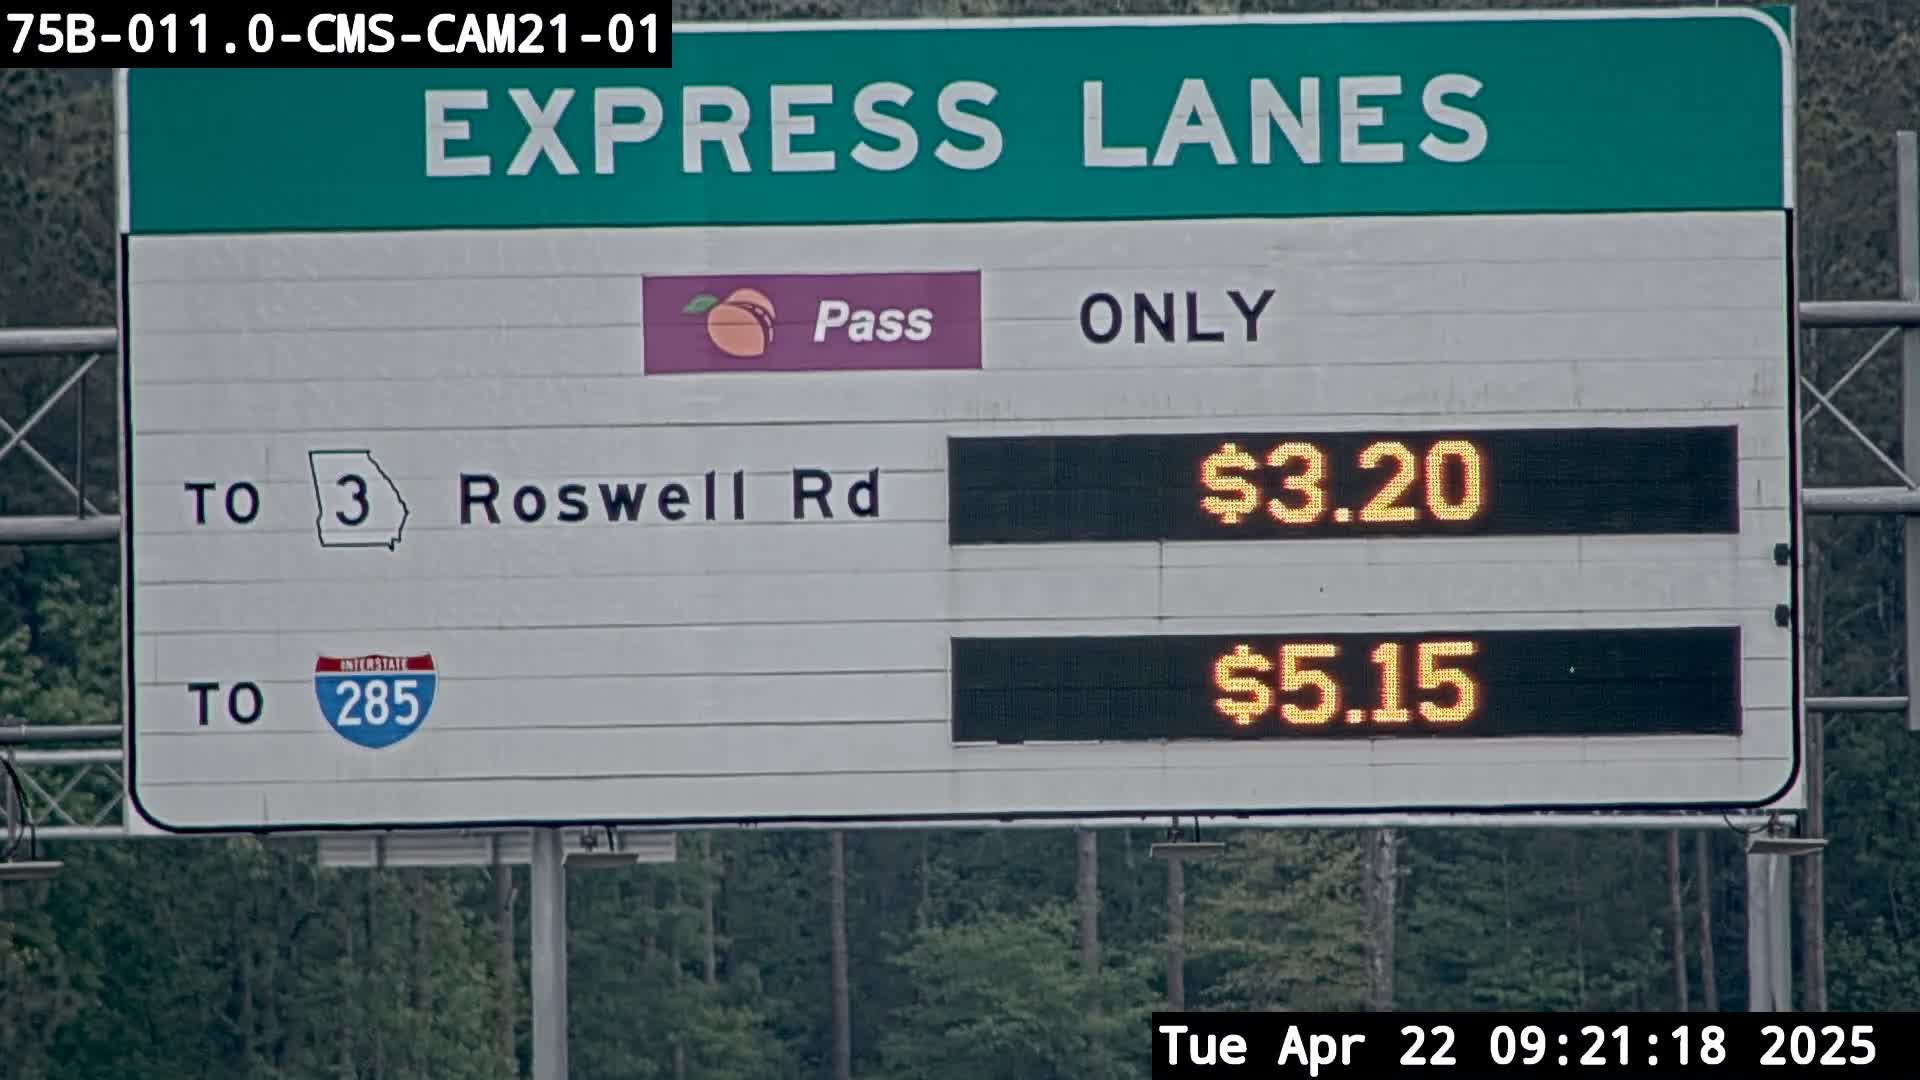 75B-011.0-CMS-CAM21-01
EXPRESS LANES
Pass ONLY
TO 3 Roswell Rd $3.20
TO INTERSTATE 285 $5.15
Tue Apr 22 09:21:18 2025